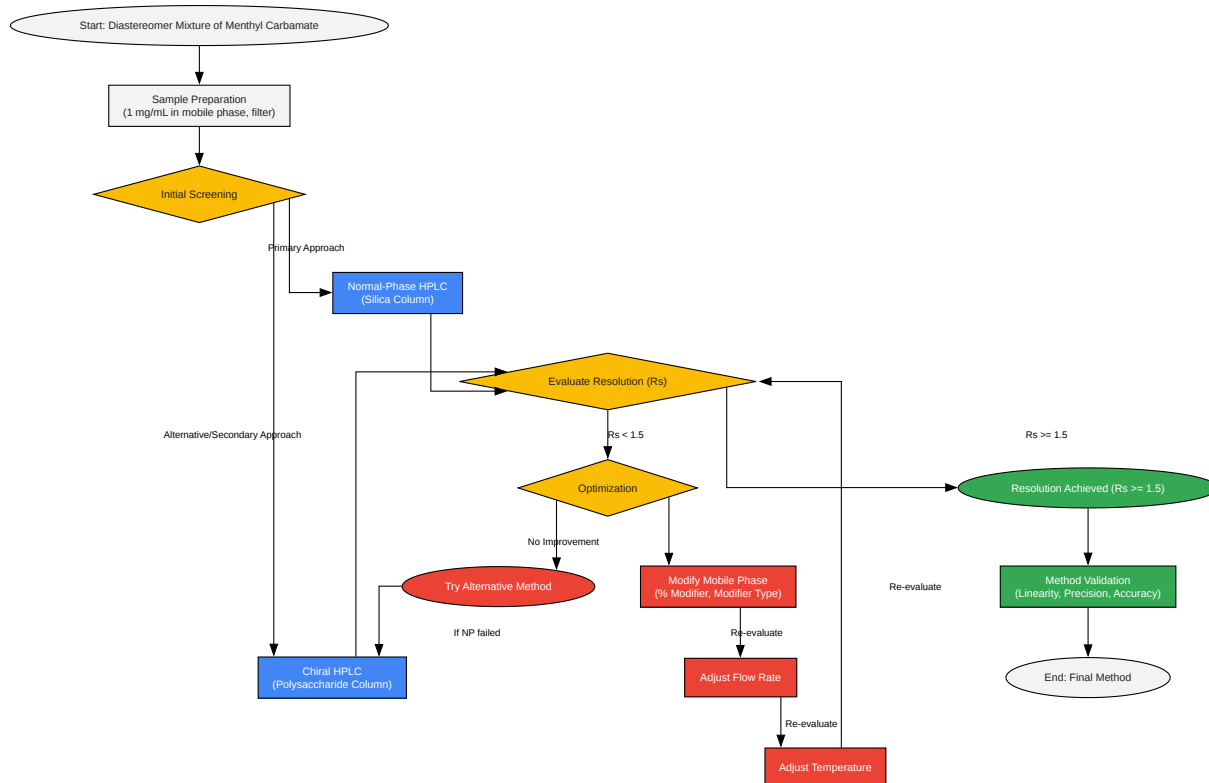 Start: Diastereomer Mixture of Menthyl Carbamate
Sample Preparation
(1 mg/mL in mobile phase, filter)
Initial Screening
Primary Approach
Normal-Phase HPLC
(Silica Column)
Evaluate Resolution (Rs)
Alternative/Secondary Approach
Rs < 1.5
Rs >= 1.5
Optimization
Resolution Achieved (Rs >= 1.5)
No Improvement
Try Alternative Method
Modify Mobile Phase
(% Modifier, Modifier Type)
Re-evaluate
Method Validation
(Linearity, Precision, Accuracy)
If NP failed
Re-evaluate
Chiral HPLC
(Polysaccharide Column)
Adjust Flow Rate
End: Final Method
Re-evaluate
Adjust Temperature